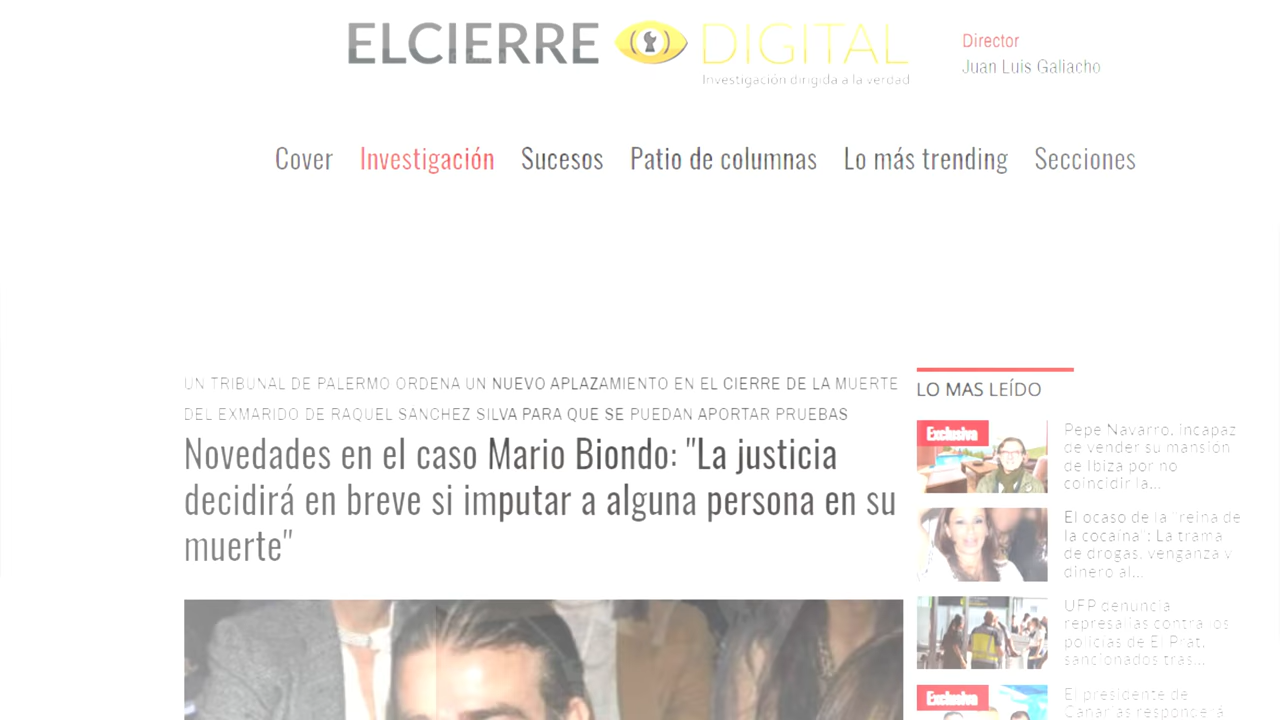 ELCIERRE DIGITAL
Investigación dirigida a la verdad
Director
Juan Luis Galiacho
Cover Investigación Sucesos Patio de columnas Lo más trending Secciones
UN TRIBUNAL DE PALERMO ORDENA UN NUEVO APLAZAMIENTO EN EL CIERRE DE LA MUERTE
DEL EXMARIDO DE RAQUEL SÁNCHEZ SILVA PARA QUE SE PUEDAN APORTAR PRUEBAS
Novedades en el caso Mario Biondo: "La justicia
decidirá en breve si imputar a alguna persona en su
muerte"
LO MAS LEÍDO
Exclusiva
Pepe Navarro, incapaz
de vender su mansión
de Ibiza por no
coincidir la...
El ocaso de la "reina de
la cocaína": La trama
de drogas, venganza y
dinero al...
UFP denuncia
represalias contra los
policías de El Prat,
sancionados tras...
Exclusiva
El presidente de
Canarias responderá